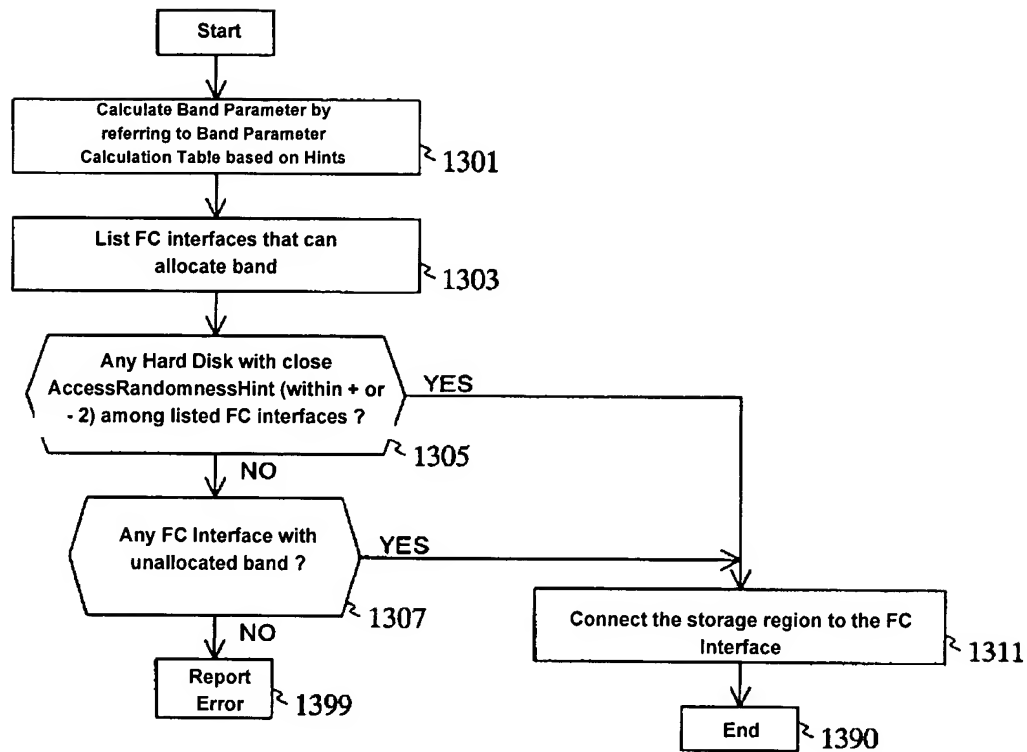 Start
Calculate Band Parameter by
referring to Band Parameter
Calculation Table based on Hints
1301
List FC interfaces that can
allocate band
1303
Any Hard Disk with close
AccessRandomnessHint (within + or
- 2) among listed FC interfaces ?
YES
1305
NO
Any FC Interface with
unallocated band ?
YES
1307
NO
Connect the storage region to the FC
Interface
1311
Report
Error
1399
End
1390